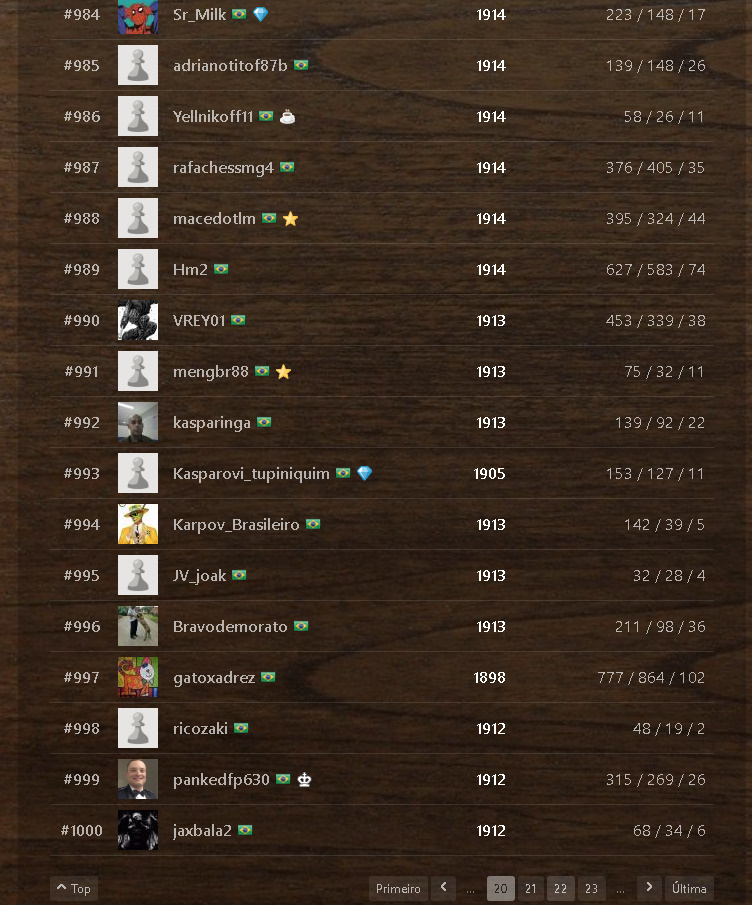 #984 Sr_Milk 1914 223 / 148 / 17
#985 adrianotitof87b 1914 139 / 148 / 26
#986 Yellnikoff11 1914 58 / 26 / 11
#987 rafachessmg4 1914 376 / 405 / 35
#988 macedotlm 1914 395 / 324 / 44
#989 Hm2 1914 627 / 583 / 74
#990 VREY01 1913 453 / 339 / 38
#991 mengbr88 1913 75 / 32 / 11
#992 kasparinga 1913 139 / 92 / 22
#993 Kasparovi_tupiniquim 1905 153 / 127 / 11
#994 Karpov_Brasileiro 1913 142 / 39 / 5
#995 JV_joak 1913 32 / 28 / 4
#996 Bravodemorato 1913 211 / 98 / 36
#997 gatoxadrez 1898 777 / 864 / 102
#998 ricozaki 1912 48 / 19 / 2
#999 pankedfp630 1912 315 / 269 / 26
#1000 jaxbala2 1912 68 / 34 / 6
Top Primeiro ... 20 21 22 23 ... Última